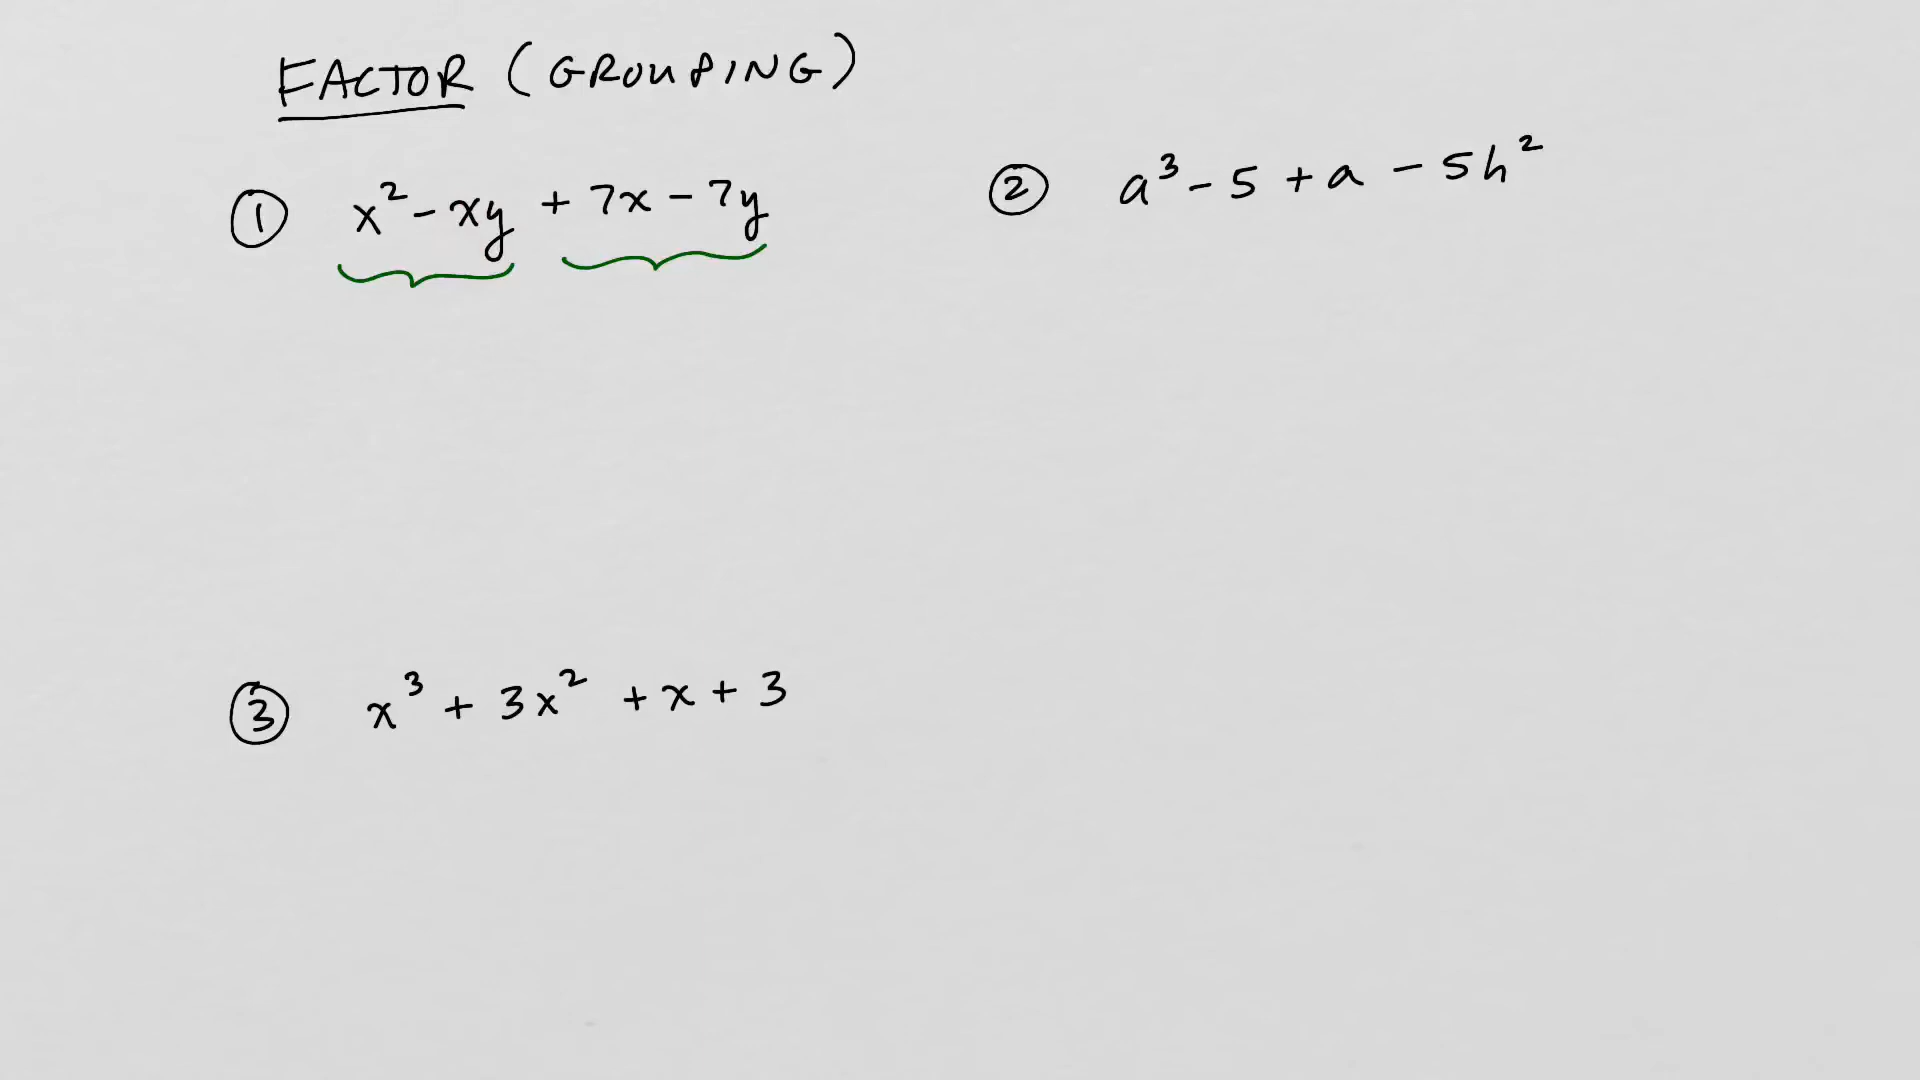 FACTOR (GROUPING)
① x² - xy + 7x - 7y
② a³ - 5 + a - 5h²
③ x³ + 3x² + x + 3